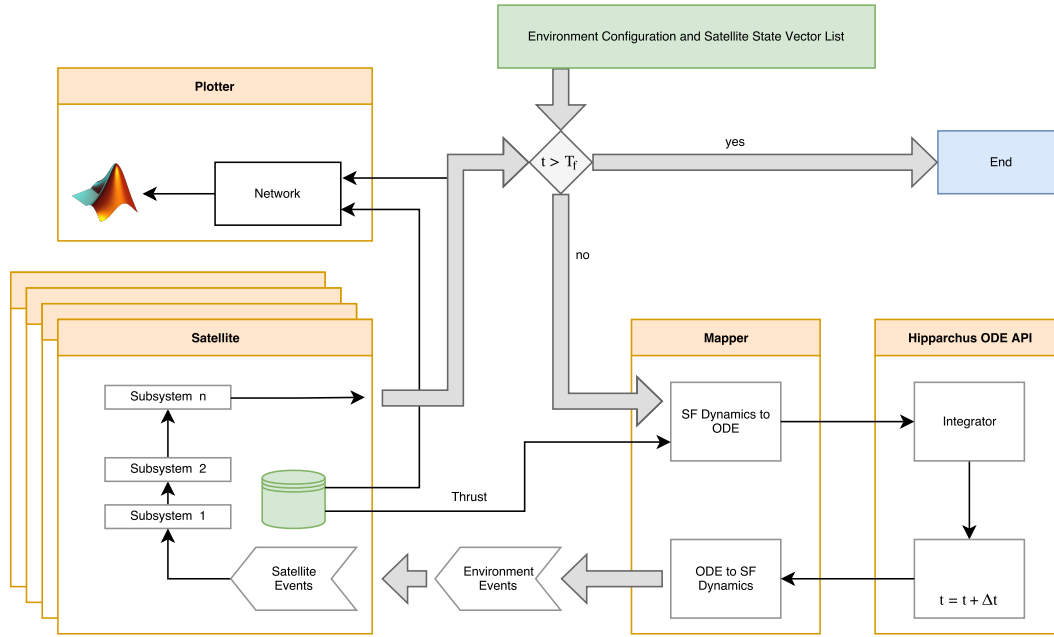 Environment Configuration and Satellite State Vector List
Plotter
Network
t > T_f
yes
End
no
Satellite
Subsystem n
Subsystem 2
Subsystem 1
Thrust
Satellite
Events
Environment
Events
Mapper
SF Dynamics to
ODE
ODE to SF
Dynamics
Hipparchus ODE API
Integrator
t = t + Δt